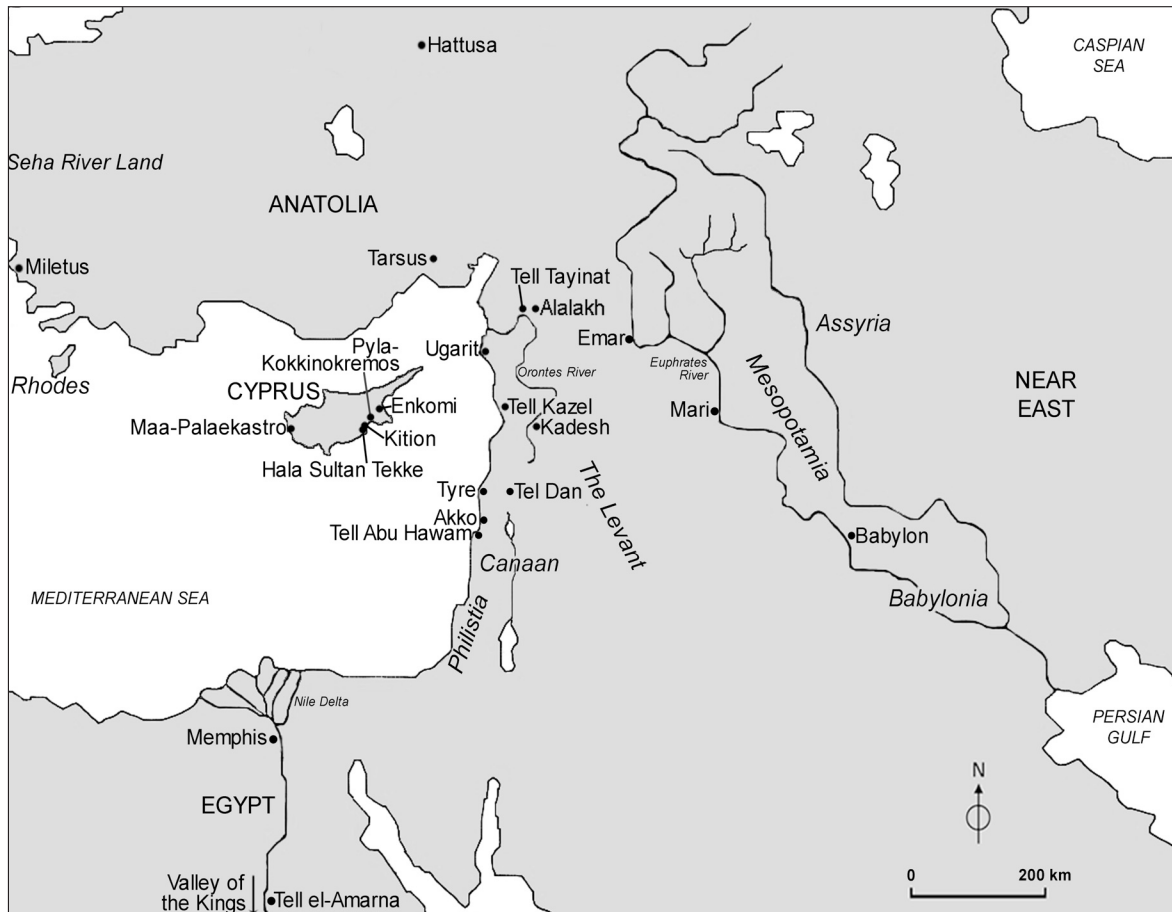 Hattusa
CASPIAN
SEA
Seha River Land
ANATOLIA
Tarsus
Miletus
Tell Tayinat
Alalakh
Assyria
Emar
Ugarit
Pyla-
Kokkinokremos
Orontes River
Euphrates
River
Rhodes
CYPRUS
NEAR
EAST
Mesopotamia
Enkomi
Tell Kazel
Mari
Maa-Palaekastro
Kadesh
Kition
Hala Sultan Tekke
The Levant
Tyre
Tel Dan
Akko
Tell Abu Hawam
Babylon
Canaan
MEDITERRANEAN SEA
Babylonia
Philistia
Nile Delta
PERSIAN
GULF
Memphis
N
EGYPT
Valley of
the Kings
Tell el-Amarna
0 200 km